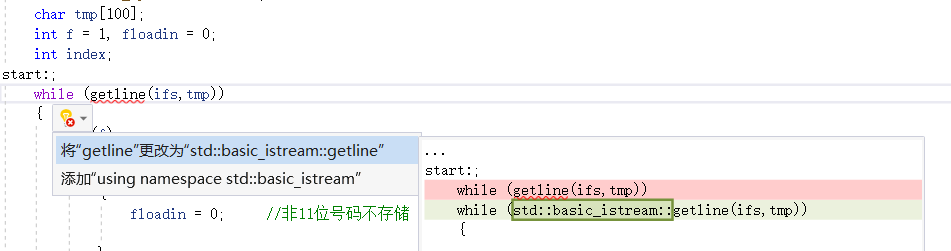 char tmp[100];
int f = 1, floadin = 0;
int index;
start:;
while (getline(ifs,tmp))
{
将“getline”更改为“std::basic_istream::getline”
添加“using namespace std::basic_istream”
floadin = 0; //非11位号码不存储
...
start:;
while (getline(ifs,tmp))
while (std::basic_istream::getline(ifs,tmp))
{